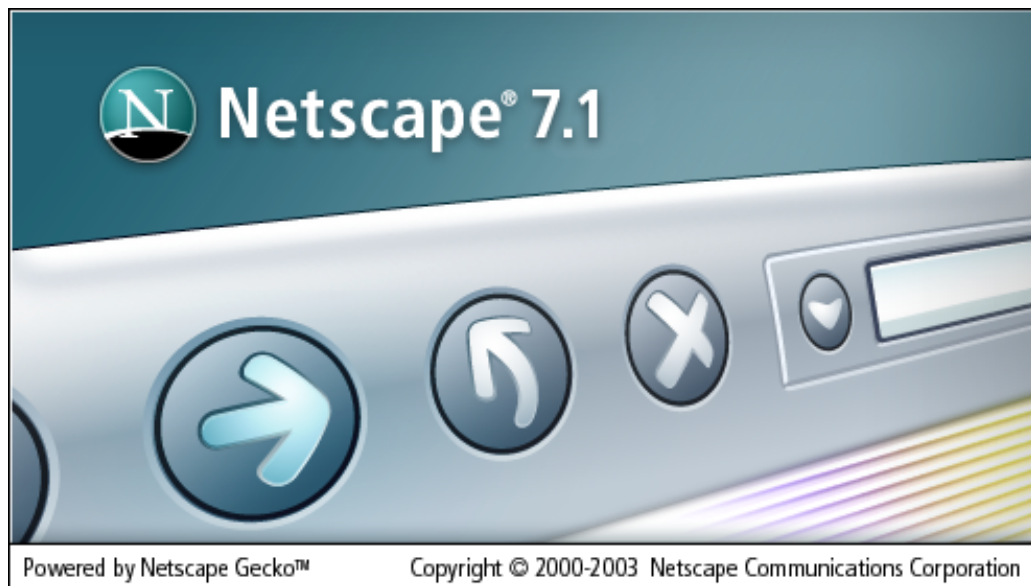 N Netscape® 7.1
Powered by Netscape Gecko™
Copyright © 2000-2003 Netscape Communications Corporation